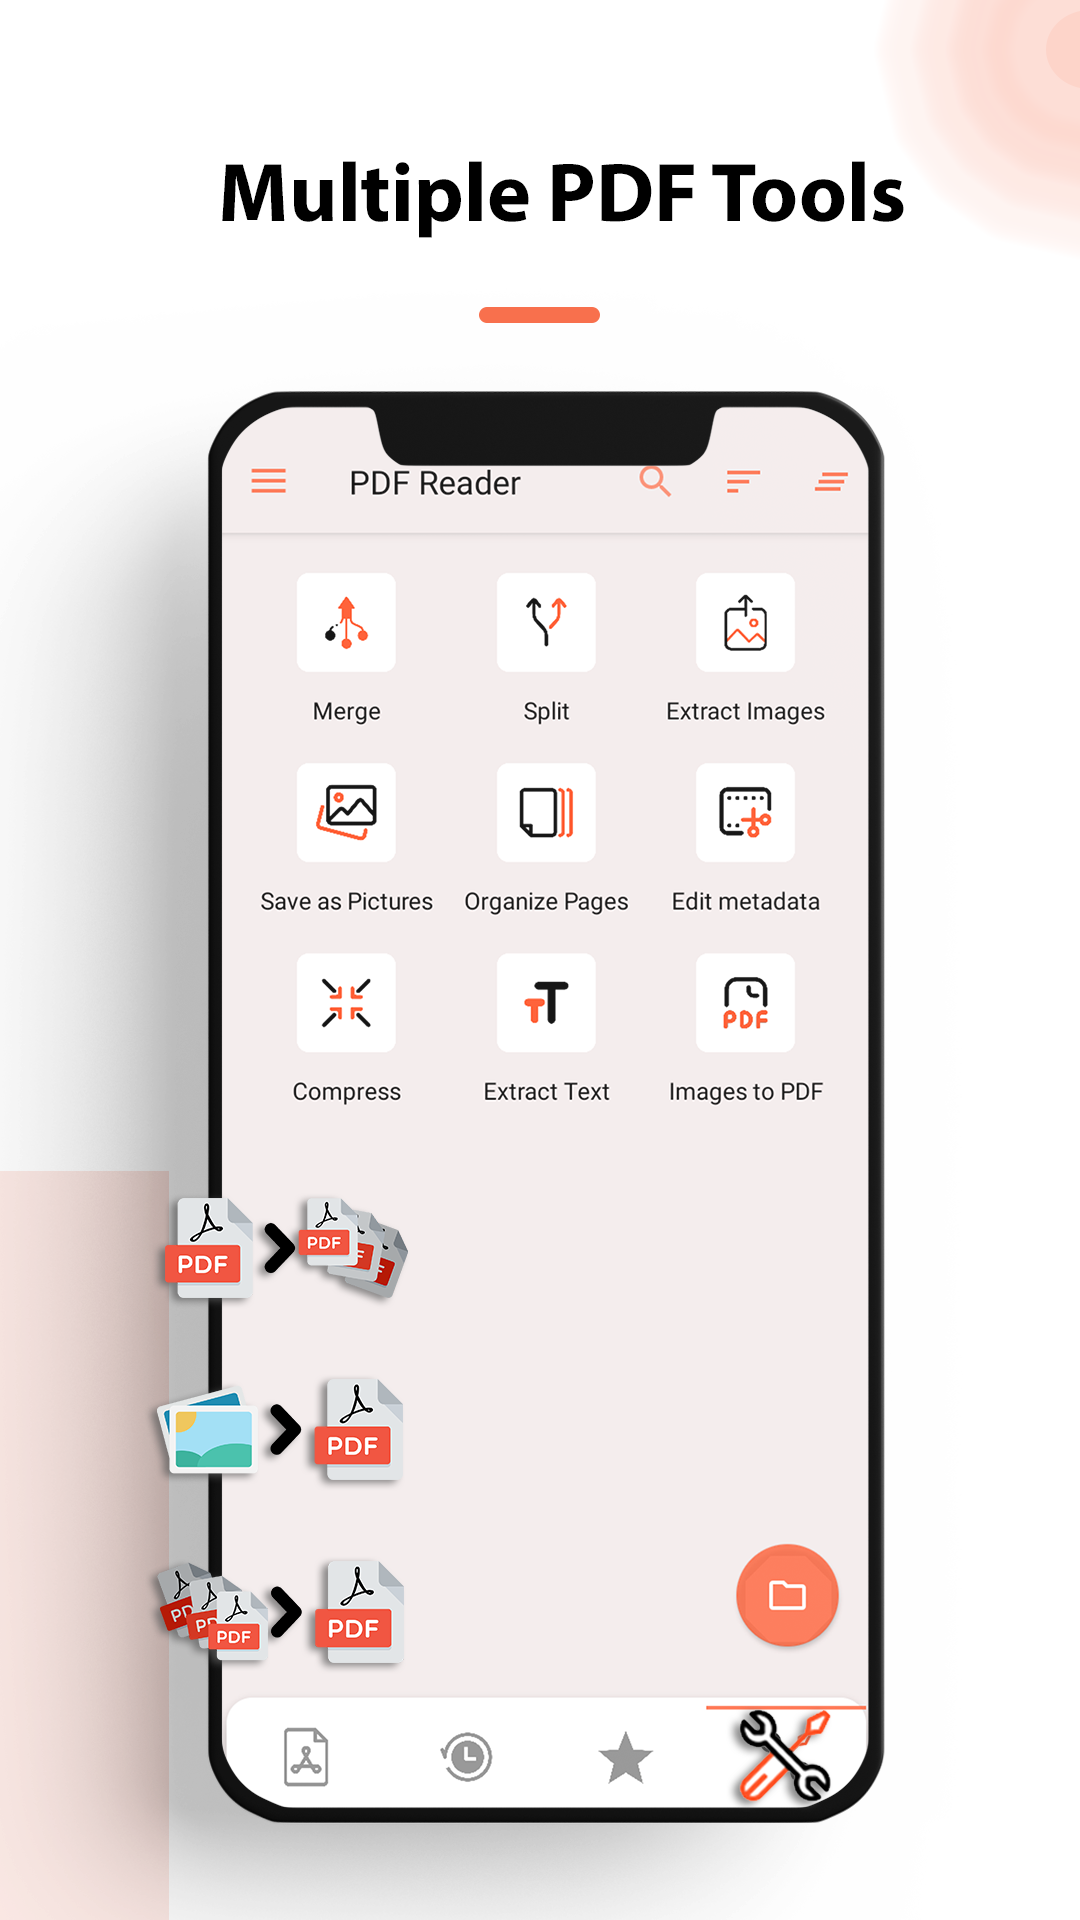 Multiple PDF Tools
PDF Reader
Merge Split Extract Images
Save as Pictures Organize Pages Edit metadata
PDF
Compress Extract Text Images to PDF
PDF PDF
PDF
PDF PDF